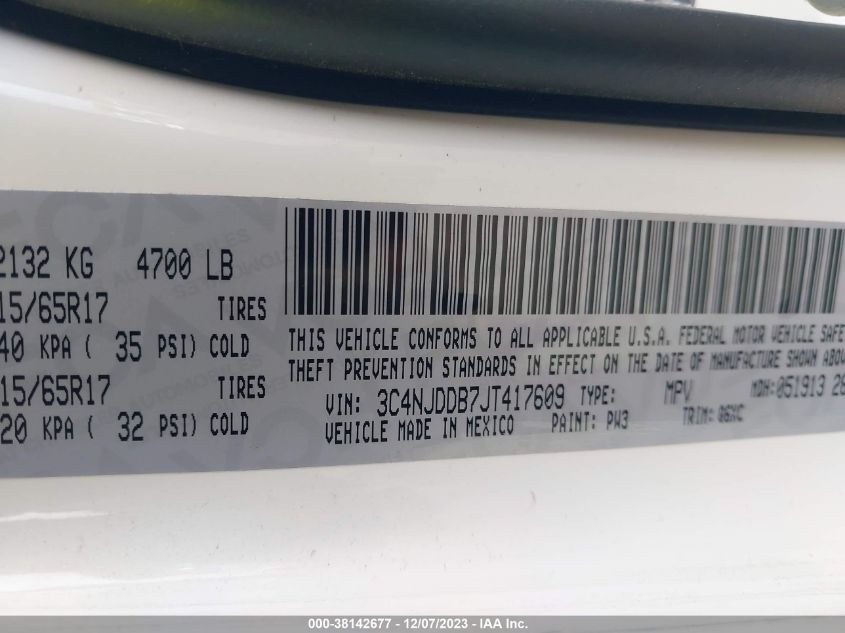 2132 KG 4700 LB
15/65R17 TIRES
40 KPA ( 35 PSI) COLD
15/65R17 TIRES
20 KPA ( 32 PSI) COLD
THIS VEHICLE CONFORMS TO ALL APPLICABLE U.S.A. FEDERAL MOTOR VEHICLE SAFE
THEFT PREVENTION STANDARDS IN EFFECT ON THE DATE OF MANUFACTURE SHOWN ABOV
VIN: 3C4NJDDB7JT417609 TYPE: MPV MDH: 051913 28
VEHICLE MADE IN MEXICO PAINT: PW3 TRIM: Q6XC
000-38142677 - 12/07/2023 - IAA Inc.